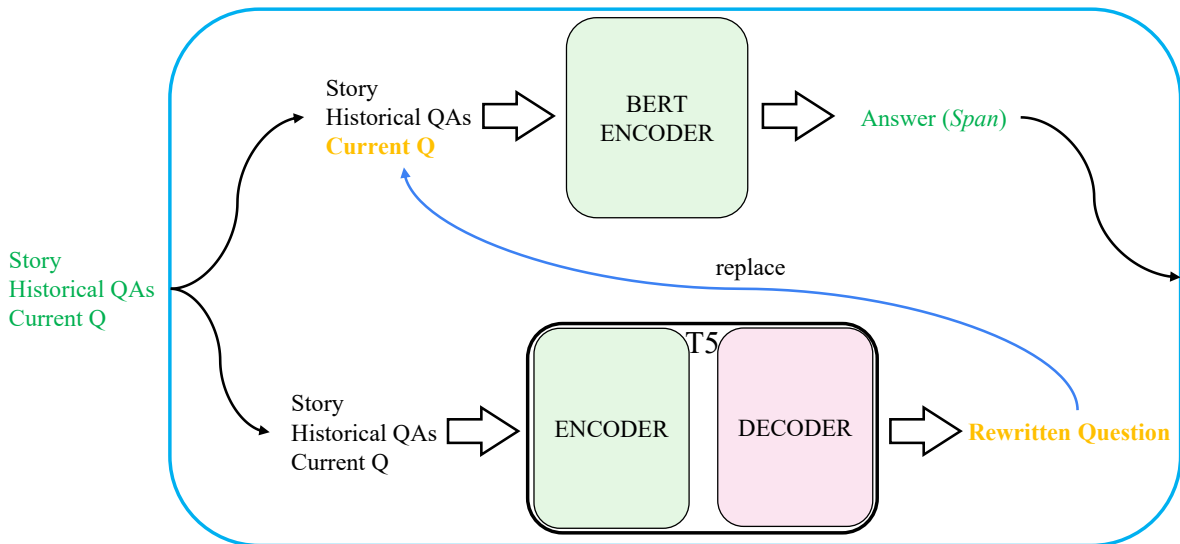 Story
Historical QAs
Current Q
BERT
ENCODER
Answer (Span)
Story
Historical QAs
Current Q
replace
T5
Story
Historical QAs
Current Q
ENCODER
DECODER
Rewritten Question